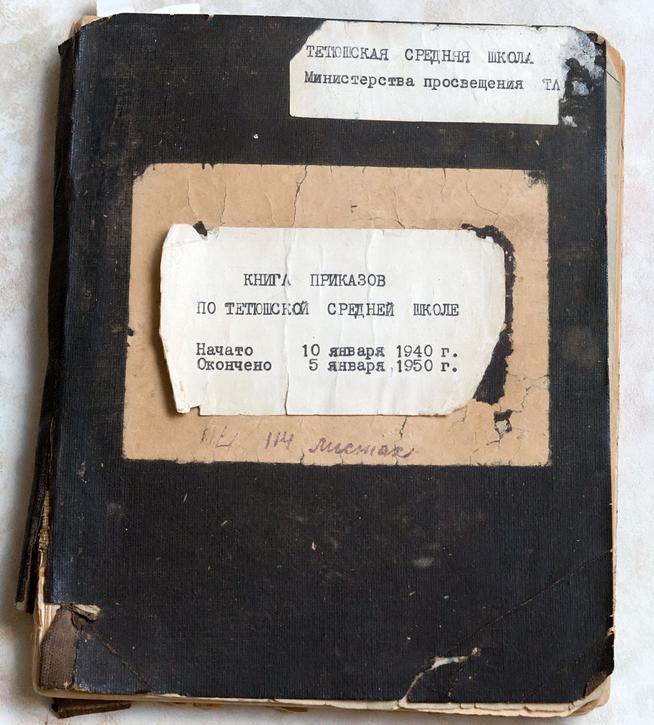 ТЕТЮШСКАЯ СРЕДНЯЯ ШКОЛА
Министерства просвещения
КНИГА ПРИКАЗОВ
ПО ТЕТЮШСКОЙ СРЕДНЕЙ ШКОЛЕ
Начато 10 января 1940 г.
Окончено 5 января 1950 г.
114 листах